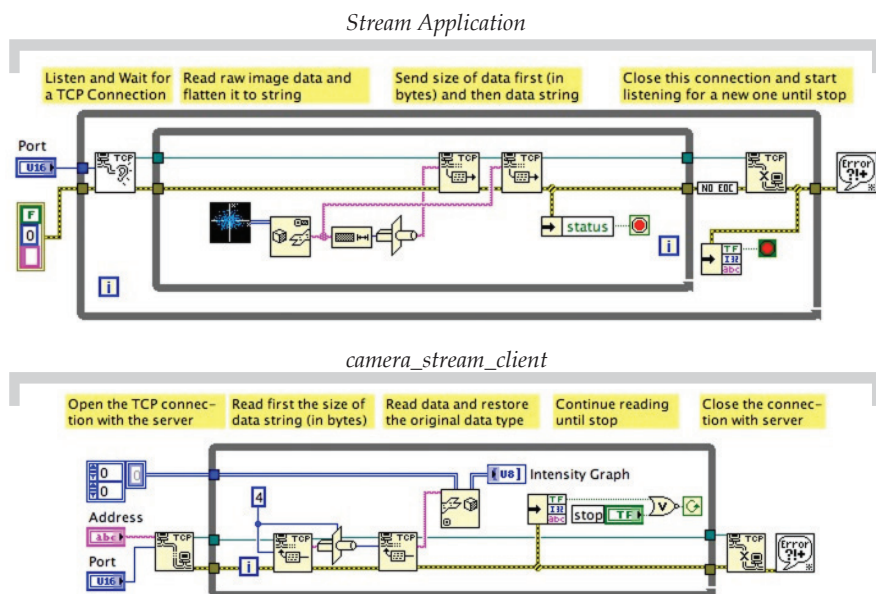 Stream Application
Listen and Wait for
a TCP Connection
Read raw image data and
flatten it to string
Send size of data first (in
bytes) and then data string
Close this connection and start
listening for a new one until stop
Port
U16
TCP
TCP
TCP
TCP
Error
?!+
F
0
NO EOC
status
i
i
TF
abc
camera_stream_client
Open the TCP connec-
tion with the server
Read first the size of
data string (in bytes)
Read data and restore
the original data type
Continue reading
until stop
Close the connec-
tion with server
0
0
0
[U8]
Intensity Graph
4
TF
abc
stop
TF
V
Address
abc
TCP
TCP
TCP
TCP
Error
?!+
Port
U16
i